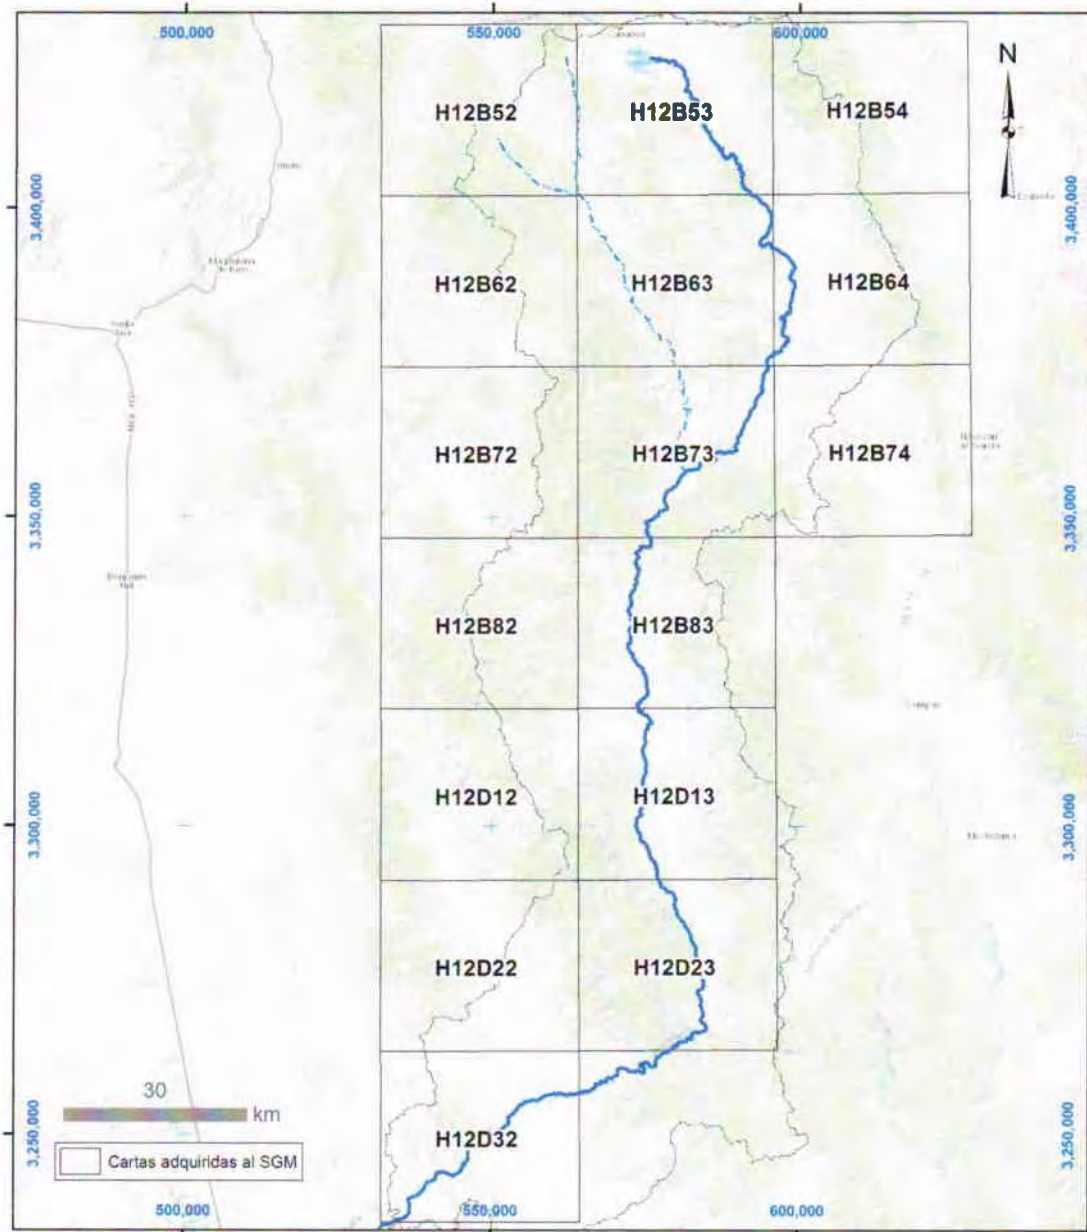 500,000 550,000 600,000
N
H12B52 H12B53 H12B54
3,400,000 3,400,000
H12B62 H12B63 H12B64
H12B72 H12B73 H12B74
3,350,000 3,350,000
H12B82 H12B83
H12D12 H12D13
3,300,000 3,300,000
H12D22 H12D23
30
km
H12D32
3,250,000 3,250,000
Cartas adquiridas al SGM
500,000 550,000 600,000